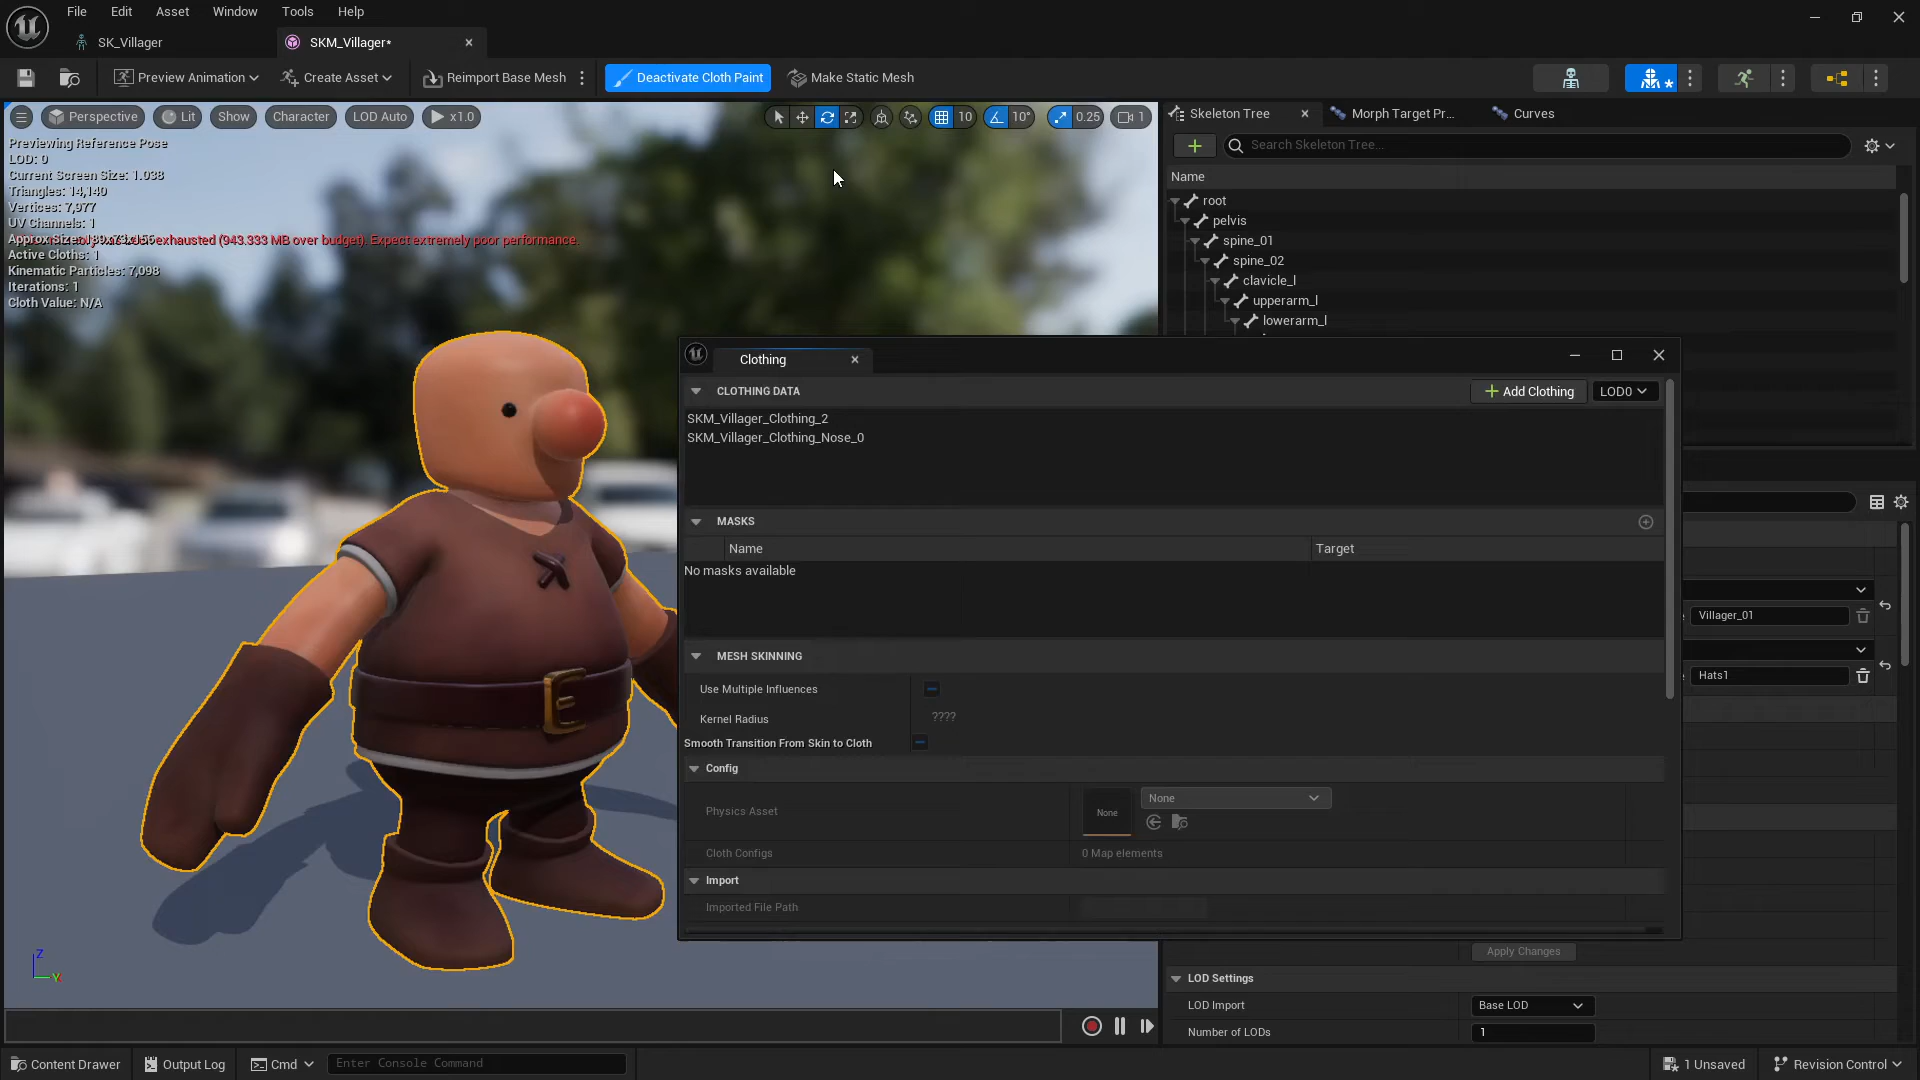 File Edit Asset Window Tools Help
SK_Villager
SKM_Villager*
Preview Animation
Create Asset
Reimport Base Mesh
Deactivate Cloth Paint
Make Static Mesh
Perspective
Lit
Show
Character
LOD Auto
x1.0
10
10°
0.25
1
Previewing Reference Pose
LOD: 0
Current Screen Size: 1.038
Triangles: 14,140
Vertices: 7,977
UV Channels: 1
Approx Size:
exhausted (943.333 MB over budget). Expect extremely poor performance.
Active Cloths: 1
Kinematic Particles: 7,098
Iterations: 1
Cloth Value: N/A
Skeleton Tree
Morph Target Pr...
Curves
Search Skeleton Tree...
Name
root
pelvis
spine_01
spine_02
clavicle_l
upperarm_l
lowerarm_l
Clothing
CLOTHING DATA
Add Clothing
LOD0
SKM_Villager_Clothing_2
SKM_Villager_Clothing_Nose_0
MASKS
Name
Target
No masks available
MESH SKINNING
Use Multiple Influences
Kernel Radius
????
Smooth Transition From Skin to Cloth
Config
Physics Asset
None
None
Cloth Configs
0 Map elements
Import
Imported File Path
Villager_01
Hats1
Apply Changes
LOD Settings
LOD Import
Base LOD
Number of LODs
1
Z
Y
Content Drawer
Output Log
Cmd
Enter Console Command
1 Unsaved
Revision Control